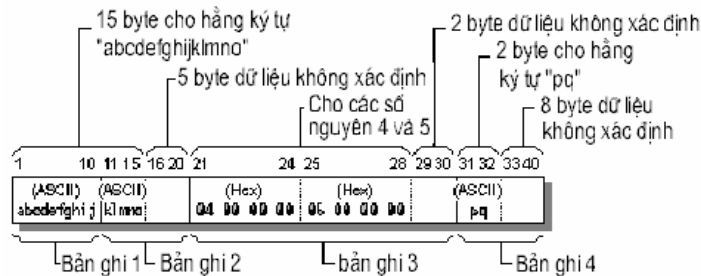 15 byte cho hằng ký tự
"abcdefghijklmno"
2 byte dữ liệu không xác định
2 byte cho hằng
ký tự "pq"
5 byte dữ liệu không xác định
Cho các số
nguyên 4 và 5
8 byte dữ liệu
không xác định
1 10 11 15 16 20 21 24 25 28 29 30 31 32 33 40
(ASCII) (ASCII) (Hex) (Hex) (ASCII)
abcdefghij klmno 04 00 00 00 05 00 00 00 pq
Bản ghi 1 Bản ghi 2 bản ghi 3 Bản ghi 4